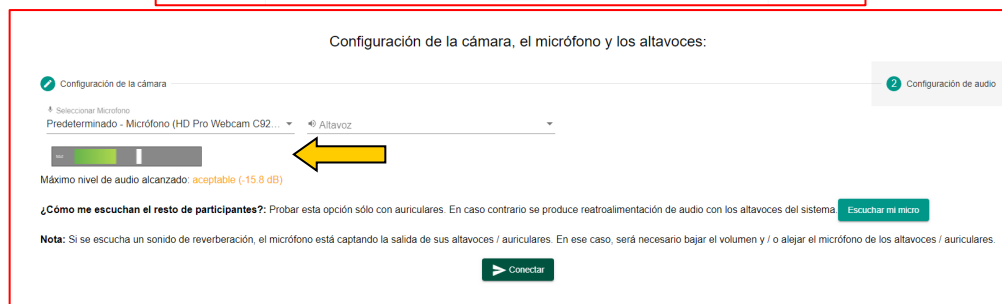 Configuración de la cámara, el micrófono y los altavoces:
Configuración de la cámara
2 Configuración de audio
Seleccionar Microfono
Predeterminado - Micrófono (HD Pro Webcam C92...
Altavoz
Máximo nivel de audio alcanzado: aceptable (-15.8 dB)
¿Cómo me escuchan el resto de participantes?: Probar esta opción sólo con auriculares. En caso contrario se produce reatroalimentación de audio con los altavoces del sistema. Escuchar mi micro
Nota: Si se escucha un sonido de reverberación, el micrófono está captando la salida de sus altavoces / auriculares. En ese caso, será necesario bajar el volumen y / o alejar el micrófono de los altavoces / auriculares.
Conectar